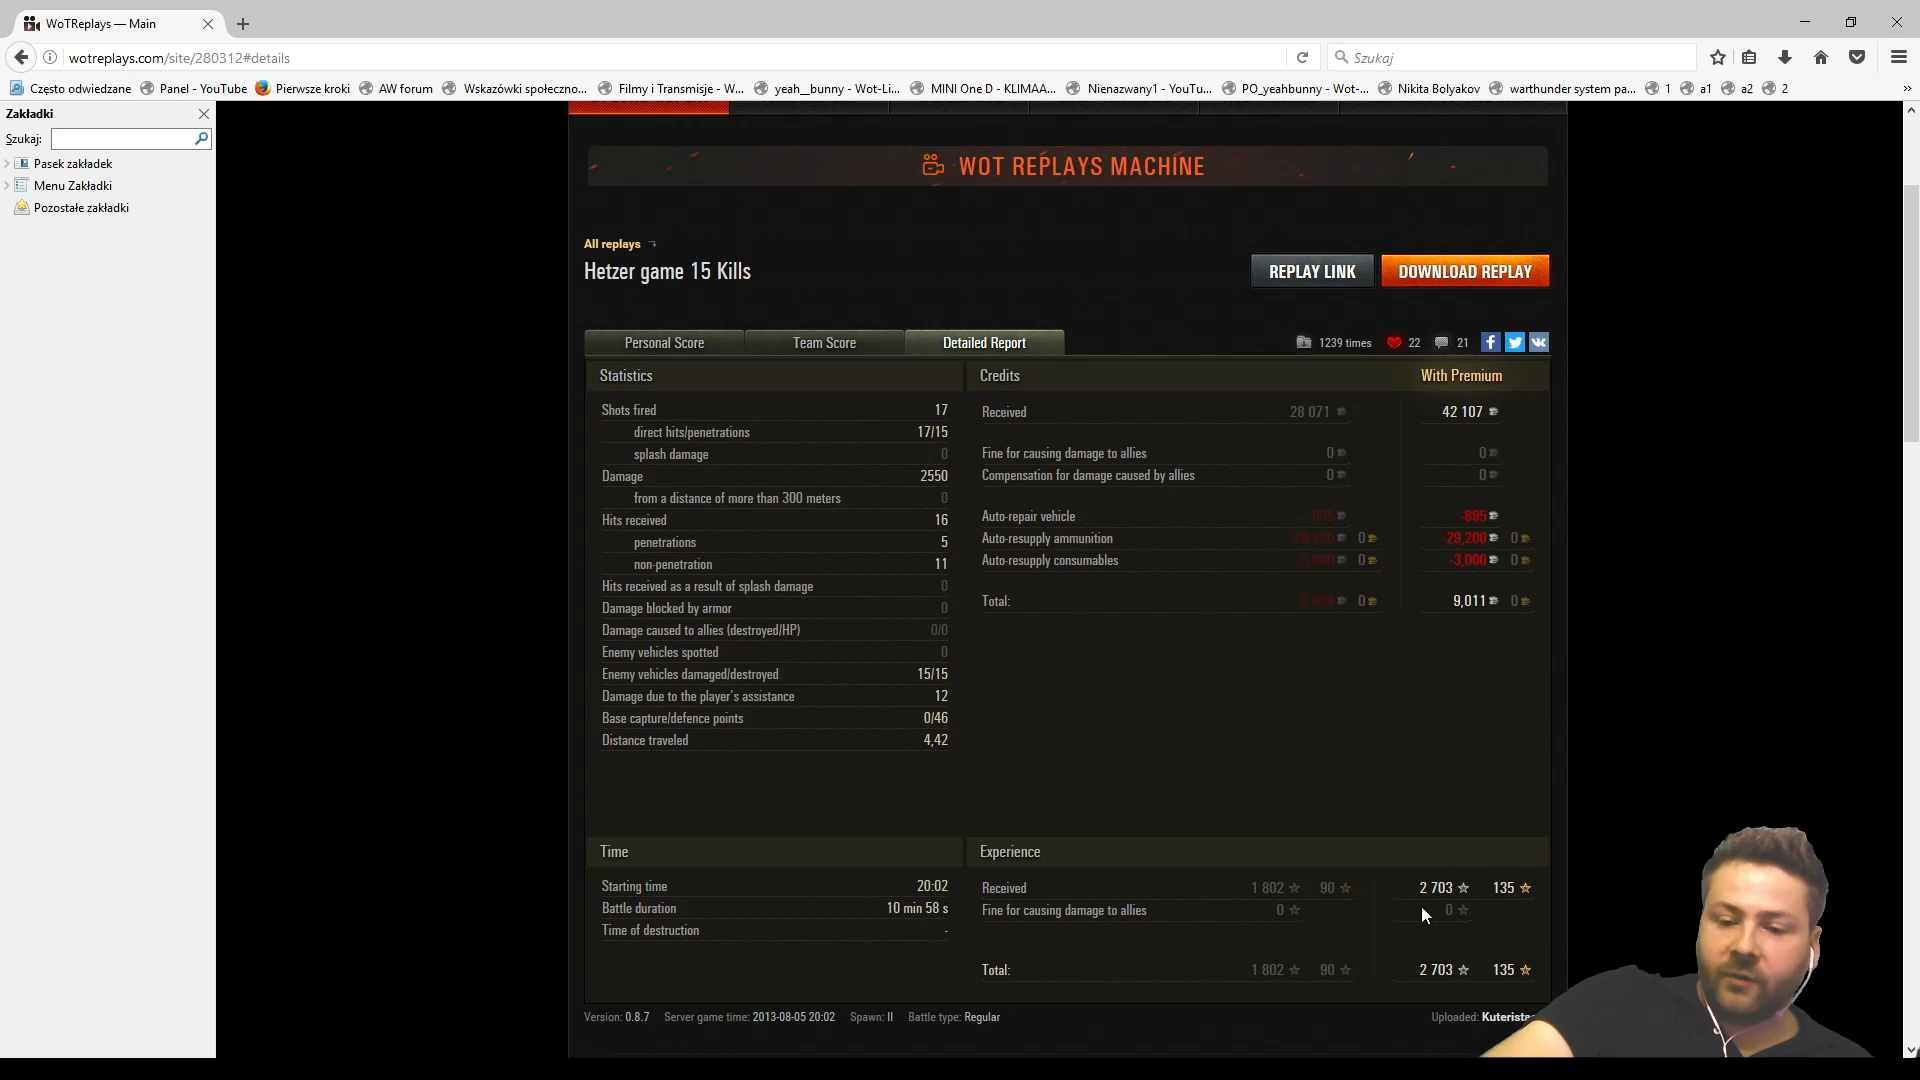 WoTReplays — Main
wotreplays.com/site/280312#details
Szukaj
Często odwiedzane Panel - YouTube Pierwsze kroki AW forum Wskazówki społeczno... Filmy i Transmisje - W... yeah__bunny - Wot-Li... MINI One D - KLIMAA... Nienazwany1 - YouTu... PO_yeahbunny - Wot-... Nikita Bolyakov warthunder system pa... 1 a1 a2 2
Zakładki
Szukaj:
Pasek zakładek
Menu Zakładki
Pozostałe zakładki
WOT REPLAYS MACHINE
All replays
Hetzer game 15 Kills
REPLAY LINK DOWNLOAD REPLAY
Personal Score Team Score Detailed Report 1239 times 22 21
Statistics
Shots fired 17
direct hits/penetrations 17/15
splash damage 0
Damage 2550
from a distance of more than 300 meters 0
Hits received 16
penetrations 5
non-penetration 11
Hits received as a result of splash damage 0
Damage blocked by armor 0
Damage caused to allies (destroyed/HP) 0/0
Enemy vehicles spotted 0
Enemy vehicles damaged/destroyed 15/15
Damage due to the player's assistance 12
Base capture/defence points 0/46
Distance traveled 4,42
Credits With Premium
Received 28 071 42 107
Fine for causing damage to allies 0 0
Compensation for damage caused by allies 0 0
Auto-repair vehicle -895 -895
Auto-resupply ammunition -29,200 0 -29,200 0
Auto-resupply consumables -3,000 0 -3,000 0
Total: 0 9,011 0
Time
Starting time 20:02
Battle duration 10 min 58 s
Time of destruction -
Experience
Received 1 802 90 2 703 135
Fine for causing damage to allies 0 0
Total: 1 802 90 2 703 135
Version: 0.8.7 Server game time: 2013-08-05 20:02 Spawn: II Battle type: Regular Uploaded: